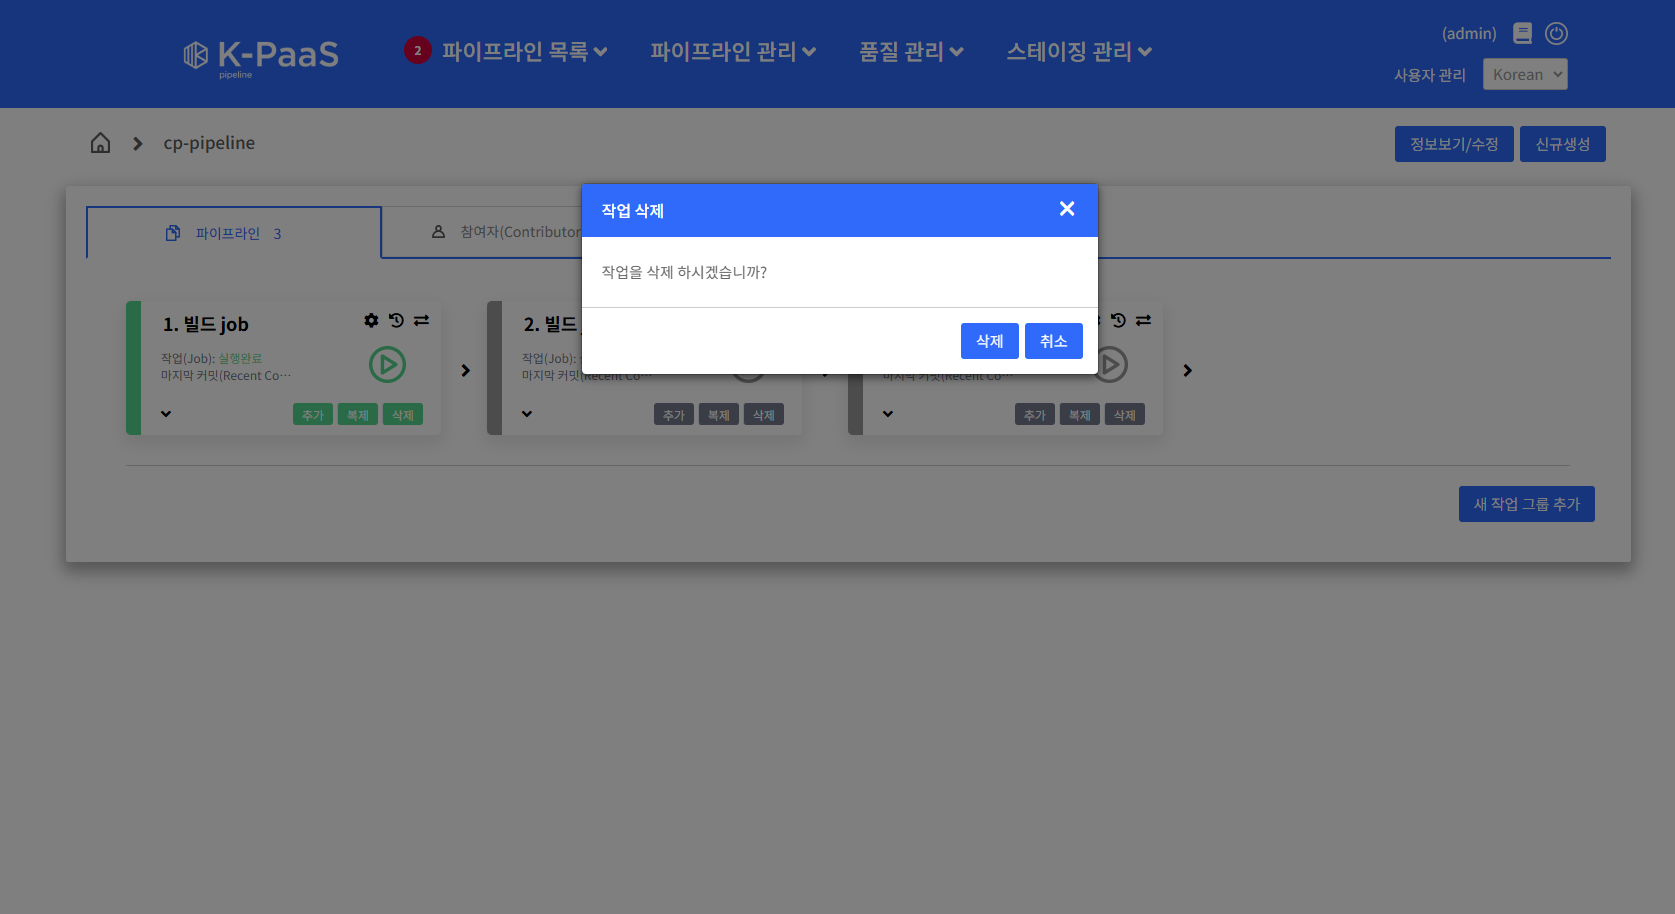 K-PaaS
pipeline
2 파이프라인 목록
파이프라인 관리
품질 관리
스테이징 관리
(admin)
사용자 관리
Korean
cp-pipeline
정보보기/수정
신규생성
파이프라인 3
참여자(Contributor
작업 삭제
작업을 삭제 하시겠습니까?
삭제
취소
1. 빌드 job
작업(Job): 실행완료
마지막 커밋(Recent Co…
추가
복제
삭제
2. 빌드
작업(Job):
마지막 커밋(Recent Co…
추가
복제
삭제
마지막 커밋(Recent Co…
추가
복제
삭제
새 작업 그룹 추가